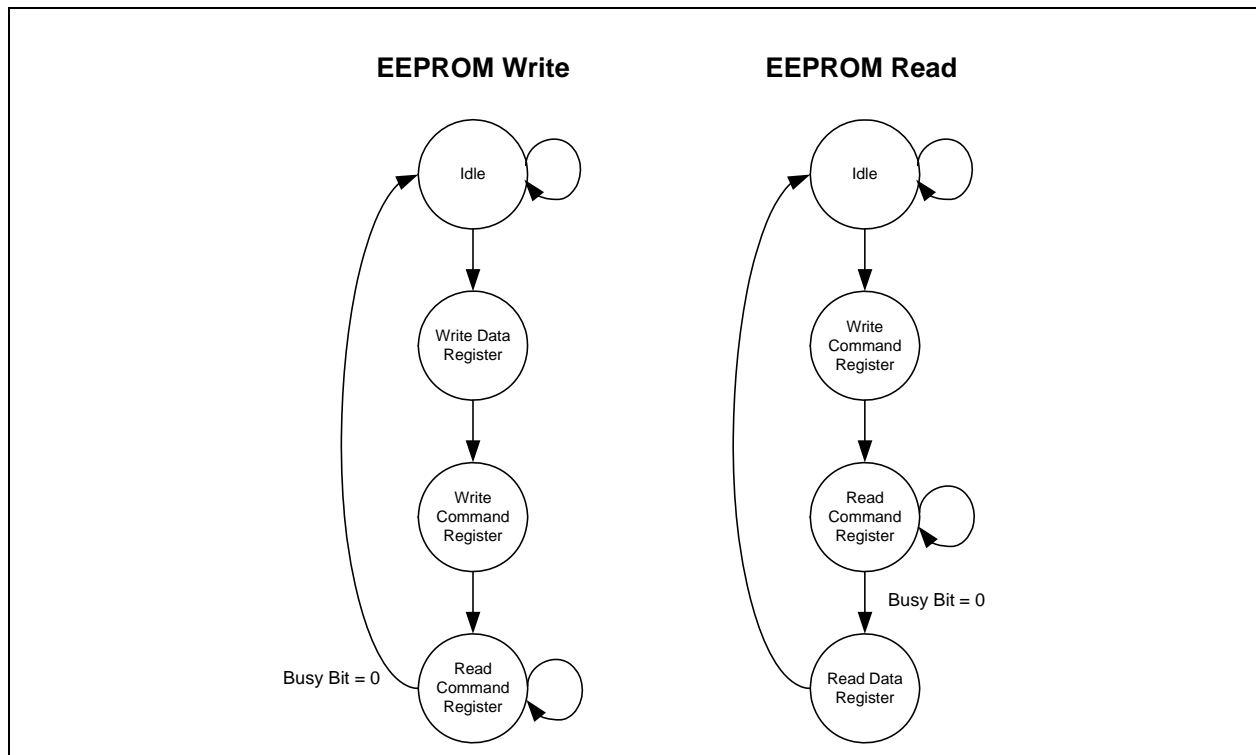 EEPROM Write
Idle
Write Data
Register
Write
Command
Register
Read
Command
Register
Busy Bit = 0
EEPROM Read
Idle
Write
Command
Register
Read
Command
Register
Busy Bit = 0
Read Data
Register